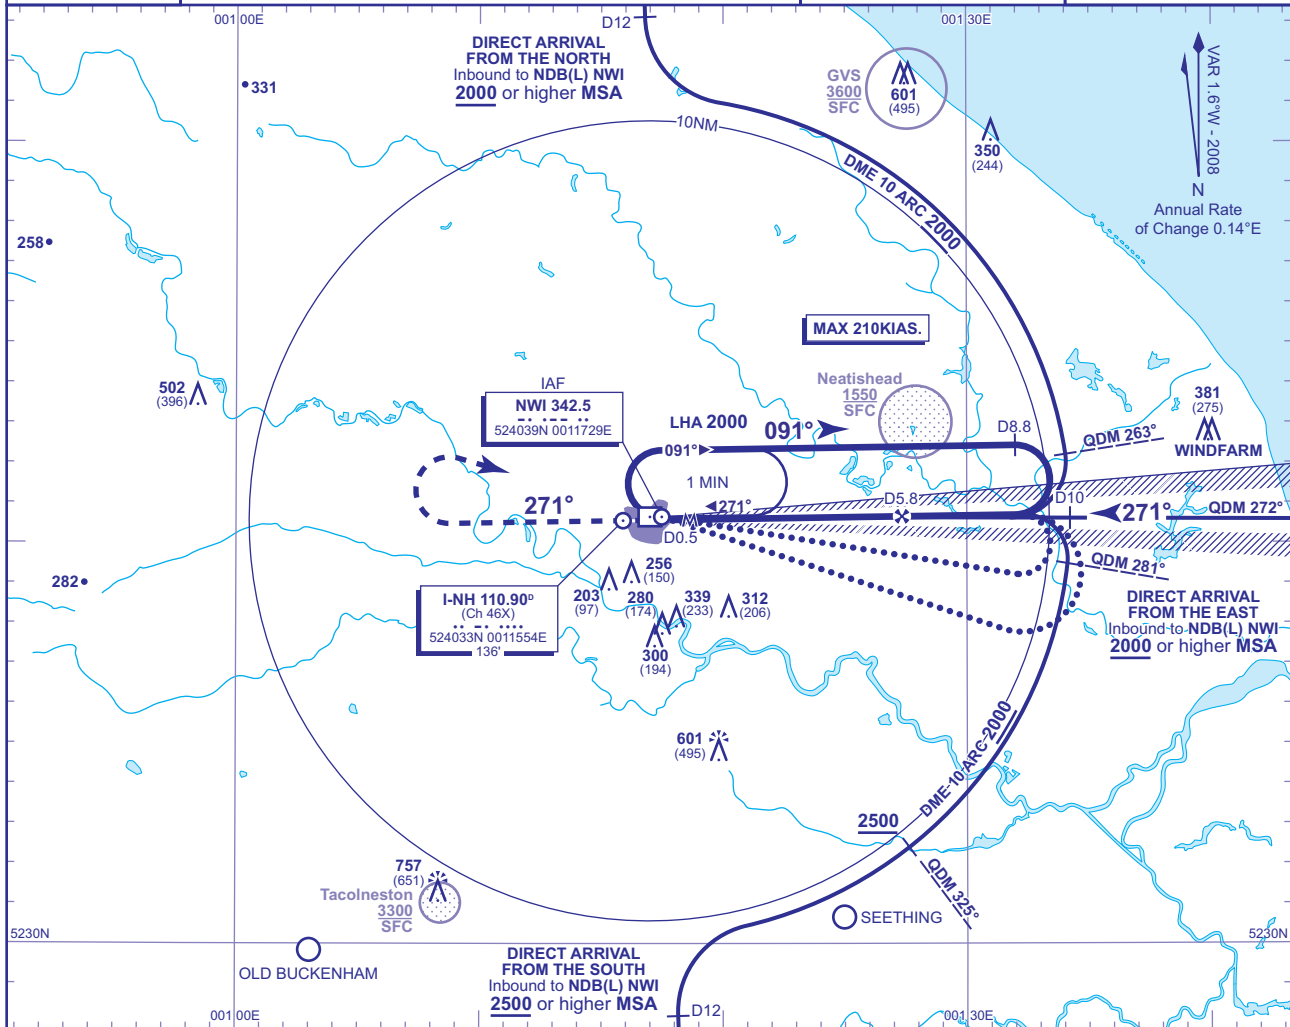 001 00E
001 30E
D12
DIRECT ARRIVAL
FROM THE NORTH
Inbound to NDB(L) NWI
2000 or higher MSA
GVS
3600
SFC
601
(495)
350
(244)
VAR 1.6°W - 2008
N
Annual Rate
of Change 0.14°E
331
10NM
DME 10 ARC 2000
258
MAX 210KIAS.
502
(396)
IAF
NWI 342.5
524039N 0011729E
Neatishead
1550
SFC
381
(275)
WINDFARM
LHA 2000
091°
D8.8
QDM 263°
091°
1 MIN
271°
271°
D5.8
D10
271°
QDM 272°
M
D0.5
QDM 281°
282
I-NH 110.90D
(Ch 46X)
524033N 0011554E
136'
203
(97)
256
(150)
280
(174)
339
(233)
312
(206)
300
(194)
DIRECT ARRIVAL
FROM THE EAST
Inbound to NDB(L) NWI
2000 or higher MSA
601
(495)
DME 10 ARC 2000
2500
QDM 325°
757
(651)
Tacolneston
3300
SFC
SEETHING
5230N
5230N
OLD BUCKENHAM
DIRECT ARRIVAL
FROM THE SOUTH
Inbound to NDB(L) NWI
2500 or higher MSA
D12
001 00E
001 30E